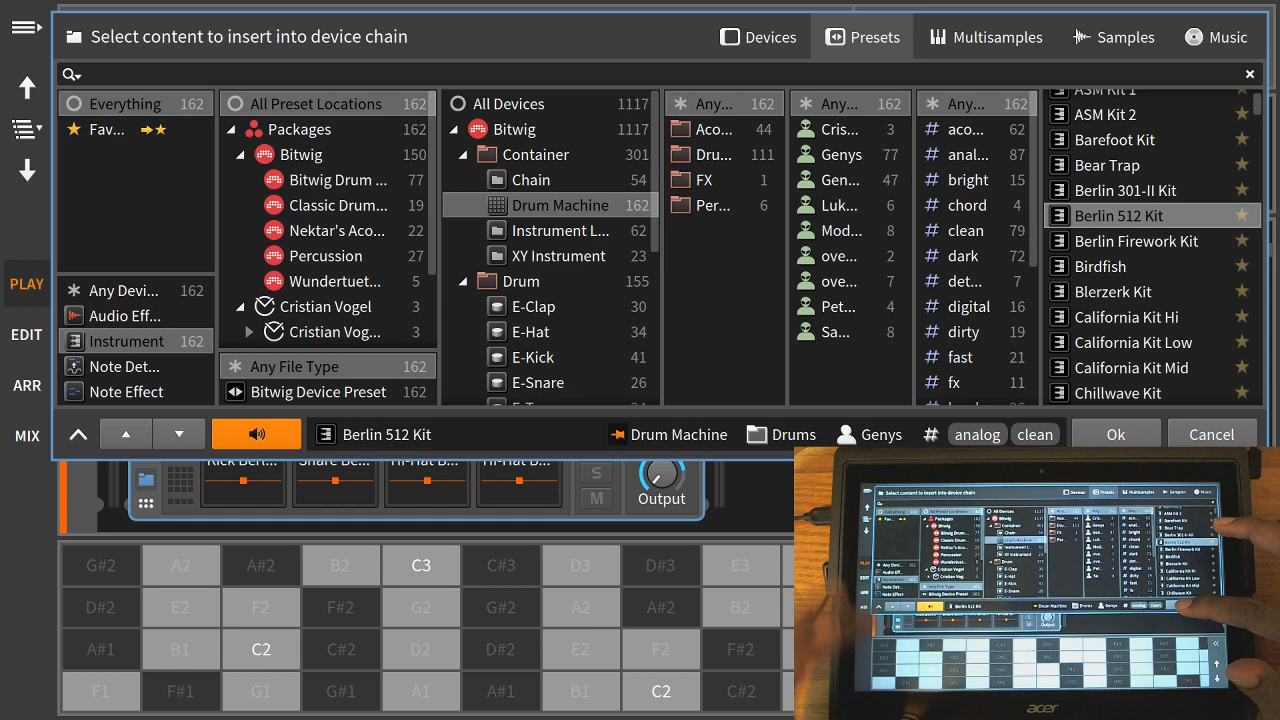 Select content to insert into device chain
Devices
Presets
Multisamples
Samples
Music
Everything 162
Fav...
Any Devi... 162
Audio Eff...
Instrument 162
Note Det...
Note Effect
All Preset Locations 162
Packages 162
Bitwig 150
Bitwig Drum ... 77
Classic Drum... 19
Nektar's Aco... 22
Percussion 27
Wundertuet... 5
Cristian Vogel 3
Cristian Vog... 3
Any File Type 162
Bitwig Device Preset 162
All Devices 1117
Bitwig 1117
Container 301
Chain 54
Drum Machine 162
Instrument L... 62
XY Instrument 23
Drum 155
E-Clap 30
E-Hat 34
E-Kick 41
E-Snare 26
Any... 162
Aco... 44
Dru... 111
FX 1
Per... 6
Any... 162
Cris... 3
Genys 77
Gen... 47
Luk... 6
Mod... 8
ove... 2
ove... 7
Pet... 4
Sa... 8
Any... 162
# aco... 62
# anal... 87
# bright 15
# chord 4
# clean 79
# dark 72
# det... 7
# digital 16
# dirty 19
# fast 21
# fx 11
ASM Kit 1
ASM Kit 2
Barefoot Kit
Bear Trap
Berlin 301-II Kit
Berlin 512 Kit
Berlin Firework Kit
Birdfish
Blerzerk Kit
California Kit Hi
California Kit Low
California Kit Mid
Chillwave Kit
PLAY
EDIT
ARR
MIX
Berlin 512 Kit
Drum Machine
Drums
Genys
# analog clean
Ok
Cancel
S
M
Output
G#2 A2 A#2 B2 C3 C#3 D3 D#3 E3
D#2 E2 F2 F#2 G2 G#2 A2 A#2 B2
A#1 B1 C2 C#2 D2 D#2 E2 F2 F#2
F1 F#1 G1 G#1 A1 A#1 B1 C2 C#2
acer